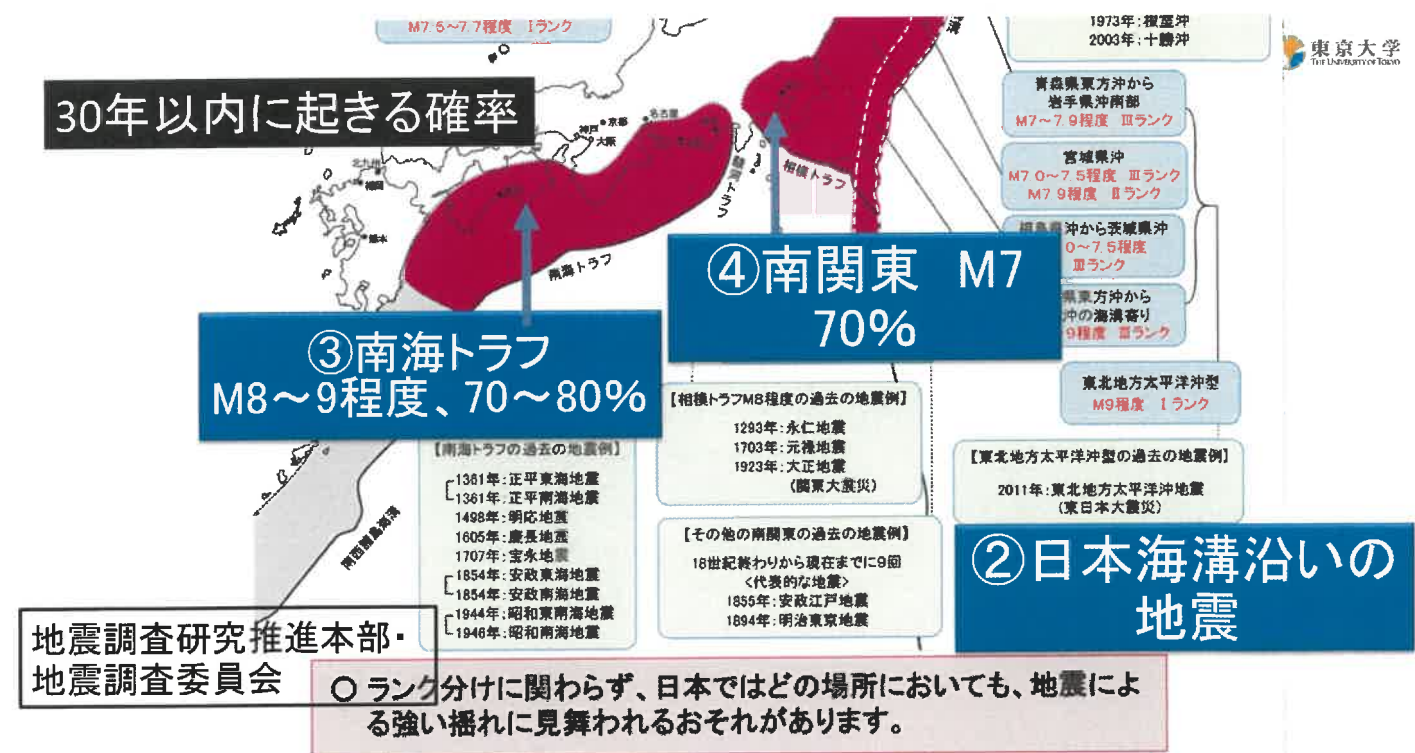 M7.5～7.7程度 Ⅰランク
1973年：根室沖
2003年：十勝沖
東京大学
THE UNIVERSITY OF TOKYO
30年以内に起きる確率
青森県東方沖から
岩手県沖南部
M7～7.9程度 Ⅲランク
宮城県沖
M7.0～7.5程度 Ⅲランク
M7.9程度 Ⅱランク
沖から茨城県沖
0～7.5程度
Ⅲランク
県東方沖から
沖の海溝寄り
9程度 Ⅲランク
東北地方太平洋沖型
M9程度 Ⅰランク
名古屋
京都
神戸
大阪
北九州
福岡
熊本
駿河トラフ
相模トラフ
南海トラフ
南西諸島海溝
④南関東 M7
70%
③南海トラフ
M8～9程度、70～80%
【相模トラフM8程度の過去の地震例】
1293年：永仁地震
1703年：元禄地震
1923年：大正地震
（関東大震災）
【南海トラフの過去の地震例】
1361年：正平東海地震
1361年：正平南海地震
1498年：明応地震
1605年：慶長地震
1707年：宝永地震
1854年：安政東海地震
1854年：安政南海地震
1944年：昭和東南海地震
1946年：昭和南海地震
【その他の南関東の過去の地震例】
18世紀終わりから現在までに9回
<代表的な地震>
1855年：安政江戸地震
1894年：明治東京地震
【東北地方太平洋沖型の過去の地震例】
2011年：東北地方太平洋沖地震
（東日本大震災）
②日本海溝沿いの
地震
地震調査研究推進本部・
地震調査委員会
○ ランク分けに関わらず、日本ではどの場所においても、地震によ
る強い揺れに見舞われるおそれがあります。